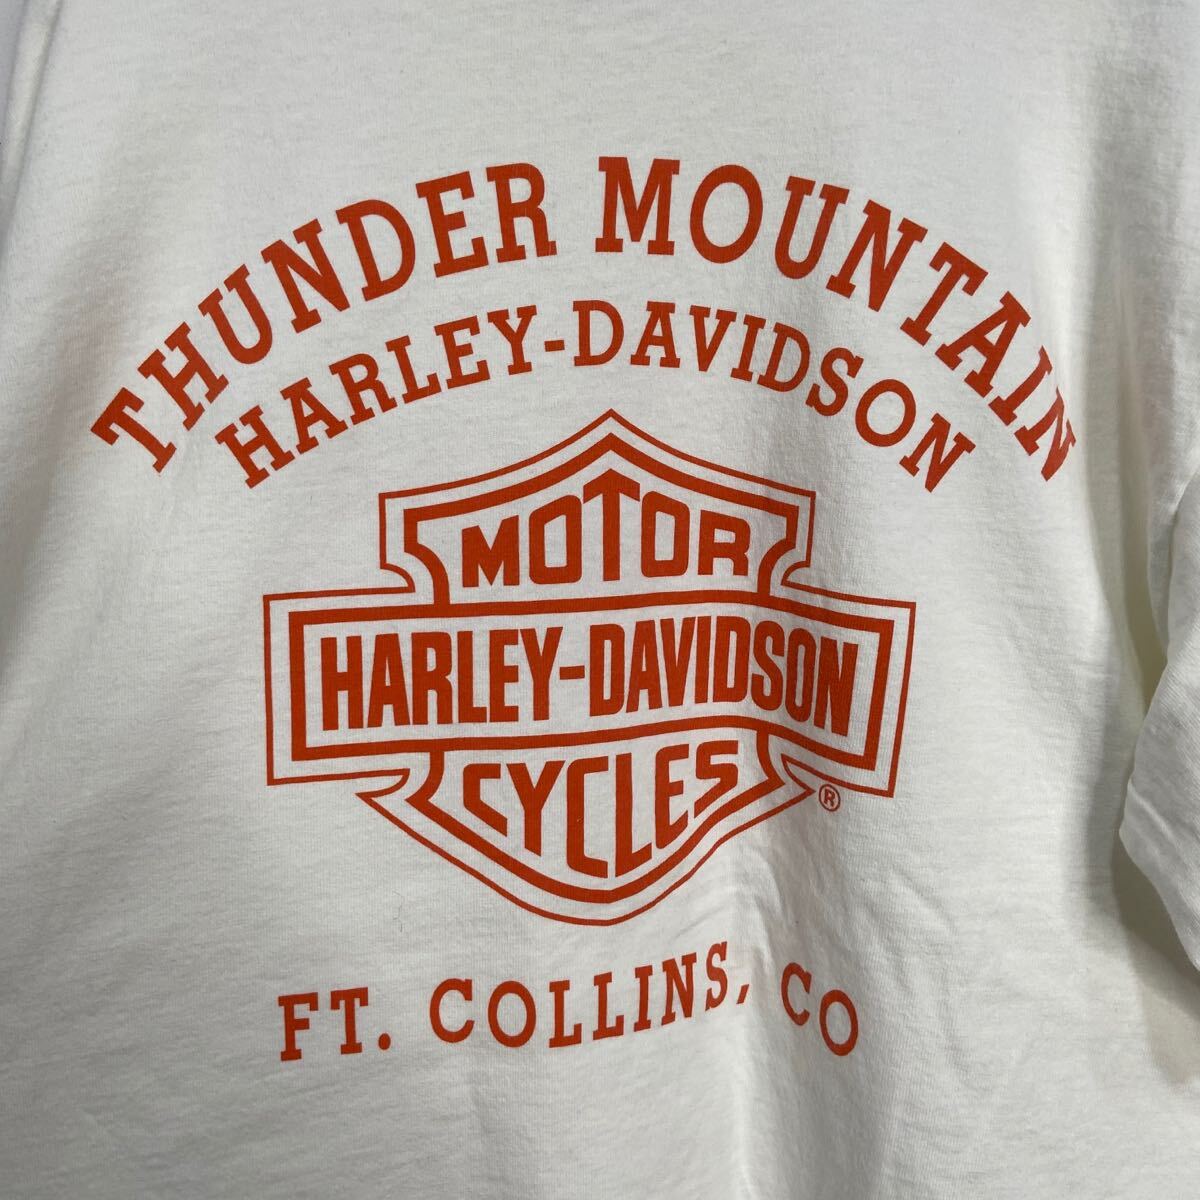 THUNDER MOUNTAIN
HARLEY-DAVIDSON
MOTOR
HARLEY-DAVIDSON
CYCLES
®
FT. COLLINS, CO